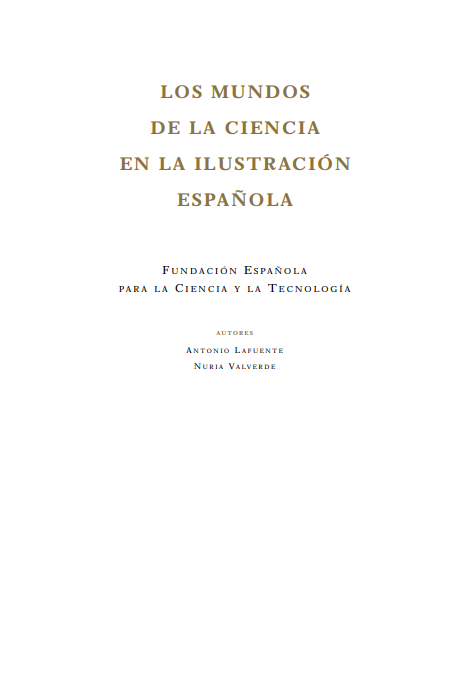 LOS MUNDOS
DE LA CIENCIA
EN LA ILUSTRACIÓN
ESPAÑOLA
Fundación Española
para la Ciencia y la Tecnología
autores
Antonio Lafuente
Nuria Valverde